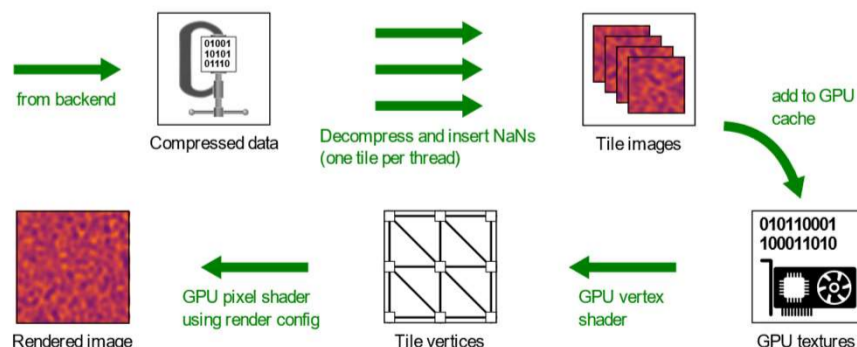 01001
10101
01110
from backend
Compressed data
Decompress and insert NaNs
(one tile per thread)
Tile images
add to GPU
cache
010110001
100011010
GPU textures
GPU vertex
shader
Tile vertices
GPU pixel shader
using render config
Rendered image